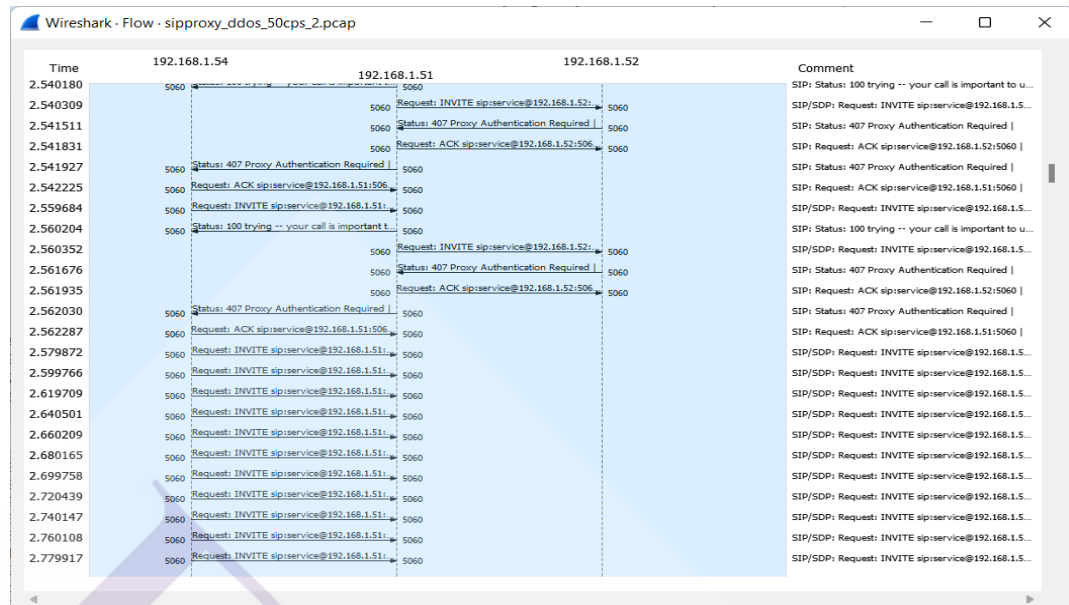 Wireshark · Flow · sipproxy_ddos_50cps_2.pcap
Time 192.168.1.54 192.168.1.51 192.168.1.52 Comment
2.540180 5060 Status: 100 trying -- your call is important t... 5060 SIP: Status: 100 trying -- your call is important to u...
2.540309 5060 Request: INVITE sip:service@192.168.1.52:... 5060 SIP/SDP: Request: INVITE sip:service@192.168.1.5...
2.541511 5060 Status: 407 Proxy Authentication Required | 5060 SIP: Status: 407 Proxy Authentication Required |
2.541831 5060 Request: ACK sip:service@192.168.1.52:506... 5060 SIP: Request: ACK sip:service@192.168.1.52:5060 |
2.541927 5060 Status: 407 Proxy Authentication Required | 5060 SIP: Status: 407 Proxy Authentication Required |
2.542225 5060 Request: ACK sip:service@192.168.1.51:506... 5060 SIP: Request: ACK sip:service@192.168.1.51:5060 |
2.559684 5060 Request: INVITE sip:service@192.168.1.51:... 5060 SIP/SDP: Request: INVITE sip:service@192.168.1.5...
2.560204 5060 Status: 100 trying -- your call is important t... 5060 SIP: Status: 100 trying -- your call is important to u...
2.560352 5060 Request: INVITE sip:service@192.168.1.52:... 5060 SIP/SDP: Request: INVITE sip:service@192.168.1.5...
2.561676 5060 Status: 407 Proxy Authentication Required | 5060 SIP: Status: 407 Proxy Authentication Required |
2.561935 5060 Request: ACK sip:service@192.168.1.52:506... 5060 SIP: Request: ACK sip:service@192.168.1.52:5060 |
2.562030 5060 Status: 407 Proxy Authentication Required | 5060 SIP: Status: 407 Proxy Authentication Required |
2.562287 5060 Request: ACK sip:service@192.168.1.51:506... 5060 SIP: Request: ACK sip:service@192.168.1.51:5060 |
2.579872 5060 Request: INVITE sip:service@192.168.1.51:... 5060 SIP/SDP: Request: INVITE sip:service@192.168.1.5...
2.599766 5060 Request: INVITE sip:service@192.168.1.51:... 5060 SIP/SDP: Request: INVITE sip:service@192.168.1.5...
2.619709 5060 Request: INVITE sip:service@192.168.1.51:... 5060 SIP/SDP: Request: INVITE sip:service@192.168.1.5...
2.640501 5060 Request: INVITE sip:service@192.168.1.51:... 5060 SIP/SDP: Request: INVITE sip:service@192.168.1.5...
2.660209 5060 Request: INVITE sip:service@192.168.1.51:... 5060 SIP/SDP: Request: INVITE sip:service@192.168.1.5...
2.680165 5060 Request: INVITE sip:service@192.168.1.51:... 5060 SIP/SDP: Request: INVITE sip:service@192.168.1.5...
2.699758 5060 Request: INVITE sip:service@192.168.1.51:... 5060 SIP/SDP: Request: INVITE sip:service@192.168.1.5...
2.720439 5060 Request: INVITE sip:service@192.168.1.51:... 5060 SIP/SDP: Request: INVITE sip:service@192.168.1.5...
2.740147 5060 Request: INVITE sip:service@192.168.1.51:... 5060 SIP/SDP: Request: INVITE sip:service@192.168.1.5...
2.760108 5060 Request: INVITE sip:service@192.168.1.51:... 5060 SIP/SDP: Request: INVITE sip:service@192.168.1.5...
2.779917 5060 Request: INVITE sip:service@192.168.1.51:... 5060 SIP/SDP: Request: INVITE sip:service@192.168.1.5...